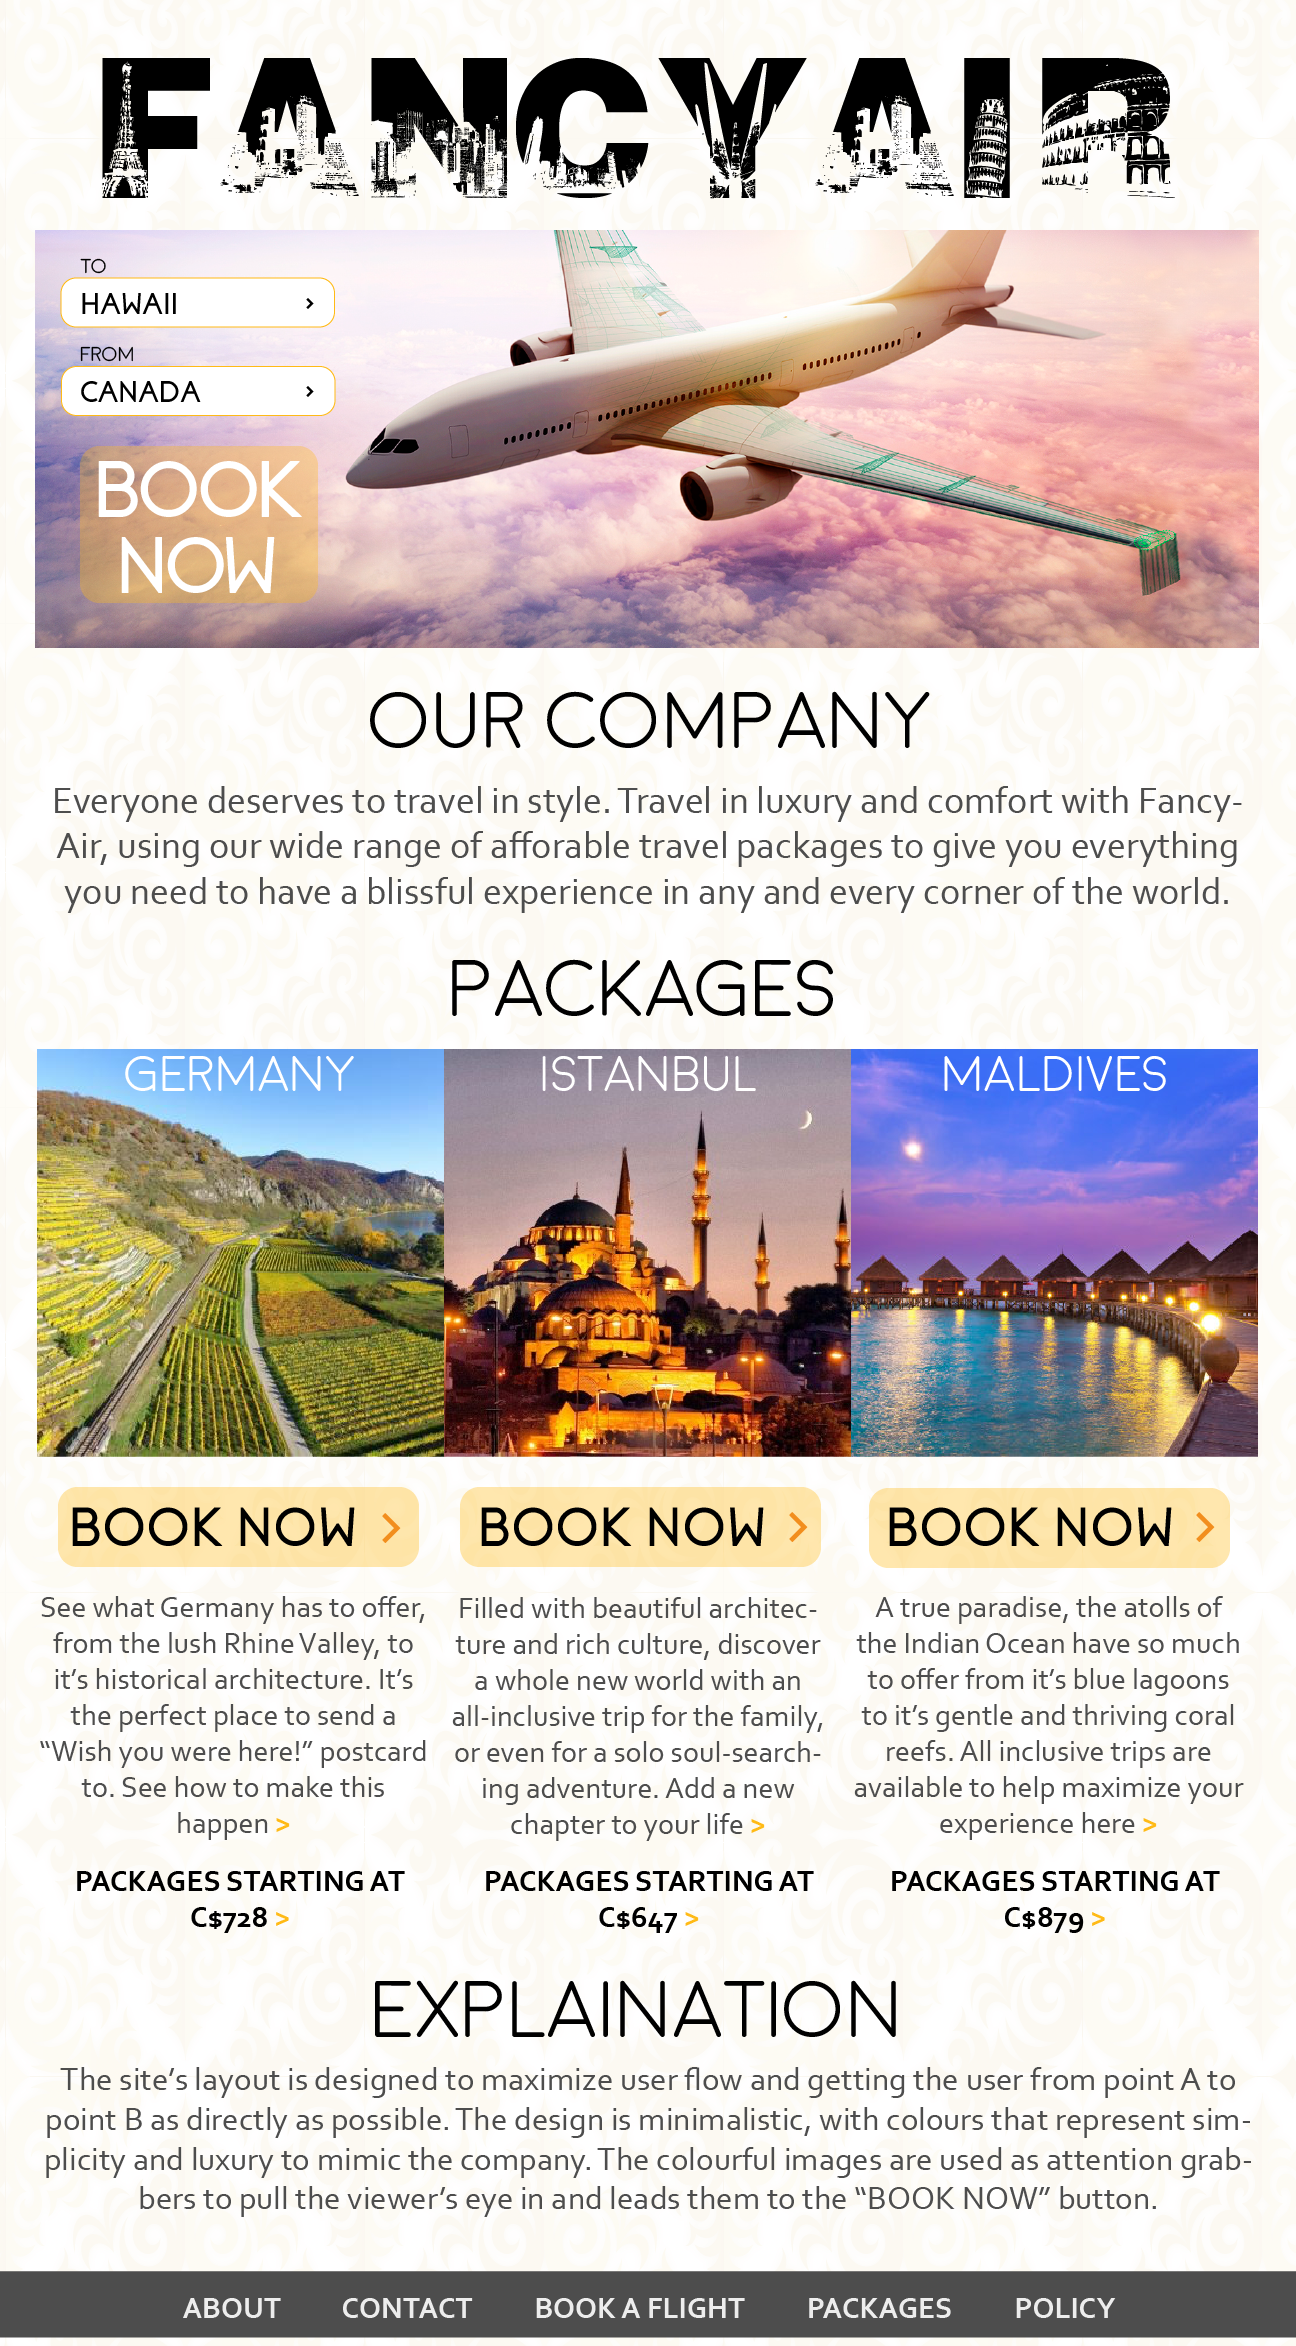 FANCYAIR
TO
HAWAII >
FROM
CANADA >
BOOK
NOW
OUR COMPANY
Everyone deserves to travel in style. Travel in luxury and comfort with Fancy-
Air, using our wide range of afforable travel packages to give you everything
you need to have a blissful experience in any and every corner of the world.
PACKAGES
GERMANY
ISTANBUL
MALDIVES
BOOK NOW >
BOOK NOW >
BOOK NOW >
See what Germany has to offer,
from the lush Rhine Valley, to
it’s historical architecture. It’s
the perfect place to send a
“Wish you were here!” postcard
to. See how to make this
happen >
PACKAGES STARTING AT
C$728 >
Filled with beautiful architec-
ture and rich culture, discover
a whole new world with an
all-inclusive trip for the family,
or even for a solo soul-search-
ing adventure. Add a new
chapter to your life >
PACKAGES STARTING AT
C$647 >
A true paradise, the atolls of
the Indian Ocean have so much
to offer from it’s blue lagoons
to it’s gentle and thriving coral
reefs. All inclusive trips are
available to help maximize your
experience here >
PACKAGES STARTING AT
C$879 >
EXPLAINATION
The site’s layout is designed to maximize user flow and getting the user from point A to
point B as directly as possible. The design is minimalistic, with colours that represent sim-
plicity and luxury to mimic the company. The colourful images are used as attention grab-
bers to pull the viewer’s eye in and leads them to the “BOOK NOW” button.
ABOUT CONTACT BOOK A FLIGHT PACKAGES POLICY